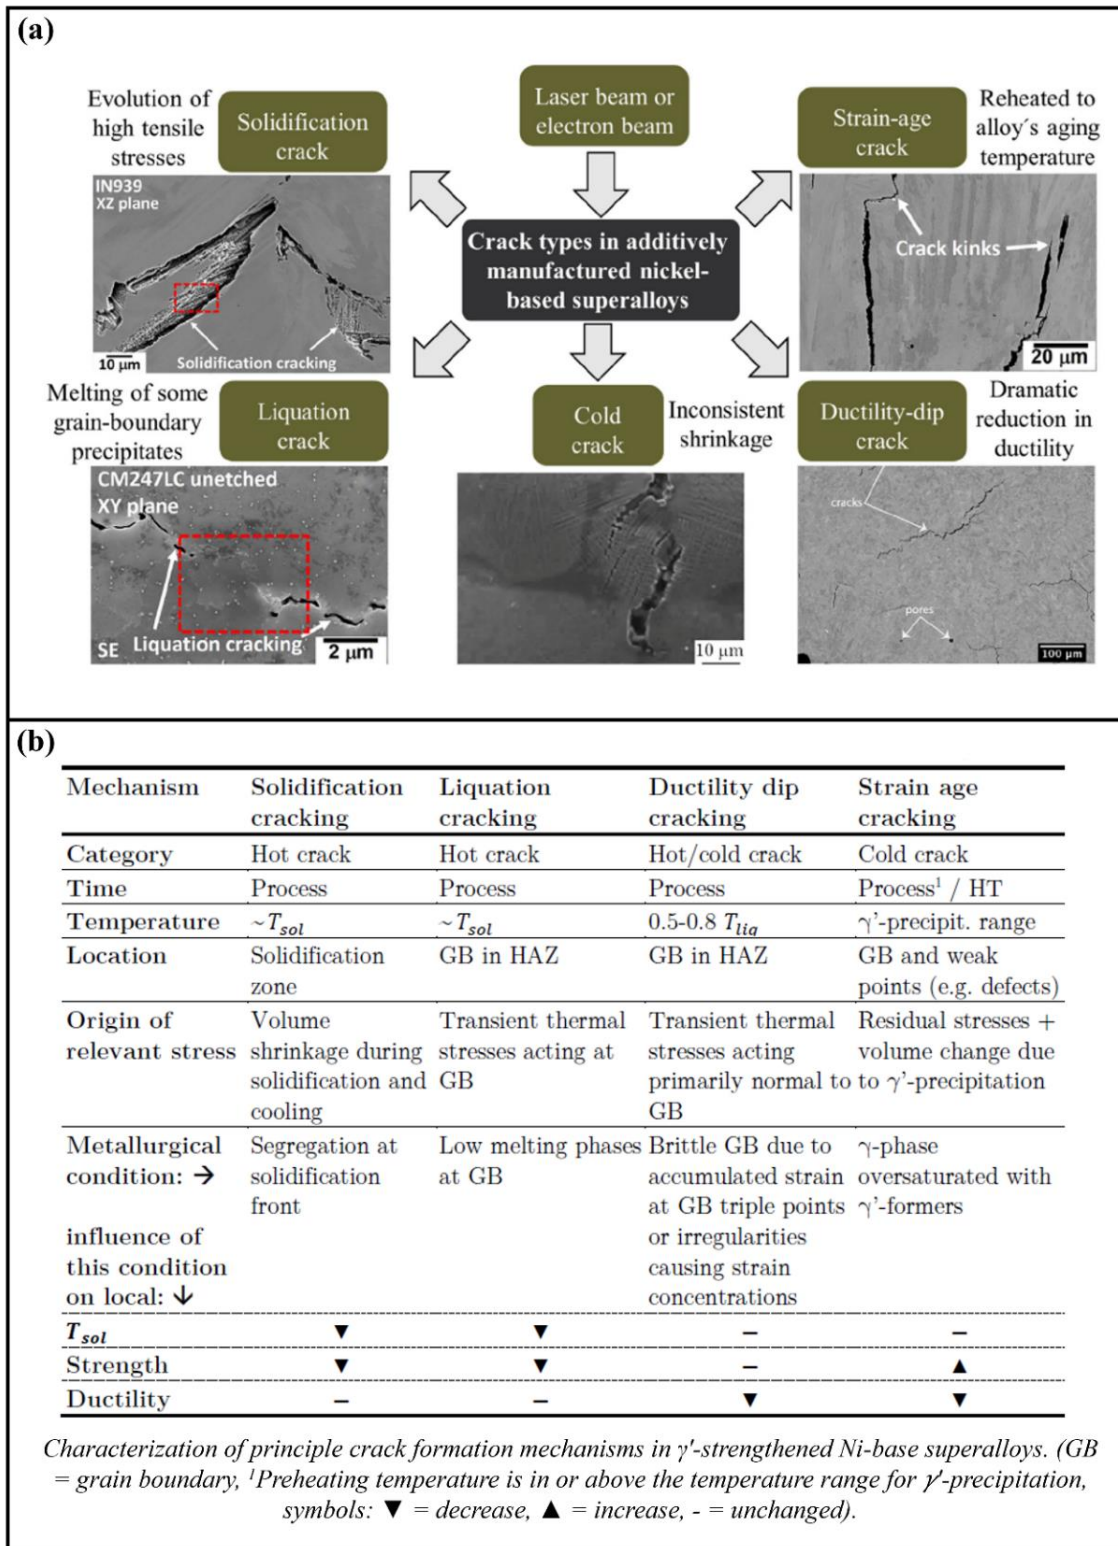 (a)
Evolution of
high tensile
stresses
Solidification
crack
Laser beam or
electron beam
Strain-age
crack
Reheated to
alloy´s aging
temperature
IN939
XZ plane
Solidification cracking
10 μm
Crack types in additively
manufactured nickel-
based superalloys
Crack kinks
20 μm
Melting of some
grain-boundary
precipitates
Liquation
crack
Cold
crack
Inconsistent
shrinkage
Ductility-dip
crack
Dramatic
reduction in
ductility
CM247LC unetched
XY plane
Liquation cracking
SE
2 μm
10 μm
cracks
pores
100 μm
(b)
Mechanism Solidification cracking Liquation cracking Ductility dip cracking Strain age cracking
Category Hot crack Hot crack Hot/cold crack Cold crack
Time Process Process Process Process¹ / HT
Temperature ~T_sol ~T_sol 0.5-0.8 T_liq γ’-precipit. range
Location Solidification zone GB in HAZ GB in HAZ GB and weak points (e.g. defects)
Origin of relevant stress Volume shrinkage during solidification and cooling Transient thermal stresses acting at GB Transient thermal stresses acting primarily normal to GB Residual stresses + volume change due to γ’-precipitation
Metallurgical condition: → Segregation at solidification front Low melting phases at GB Brittle GB due to accumulated strain at GB triple points or irregularities causing strain concentrations γ-phase oversaturated with γ’-formers
influence of
this condition
on local: ↓
T_sol ▼ ▼ – –
Strength ▼ ▼ – ▲
Ductility – – ▼ ▼
Characterization of principle crack formation mechanisms in γ'-strengthened Ni-base superalloys. (GB
= grain boundary, ¹Preheating temperature is in or above the temperature range for γ'-precipitation,
symbols: ▼ = decrease, ▲ = increase, - = unchanged).